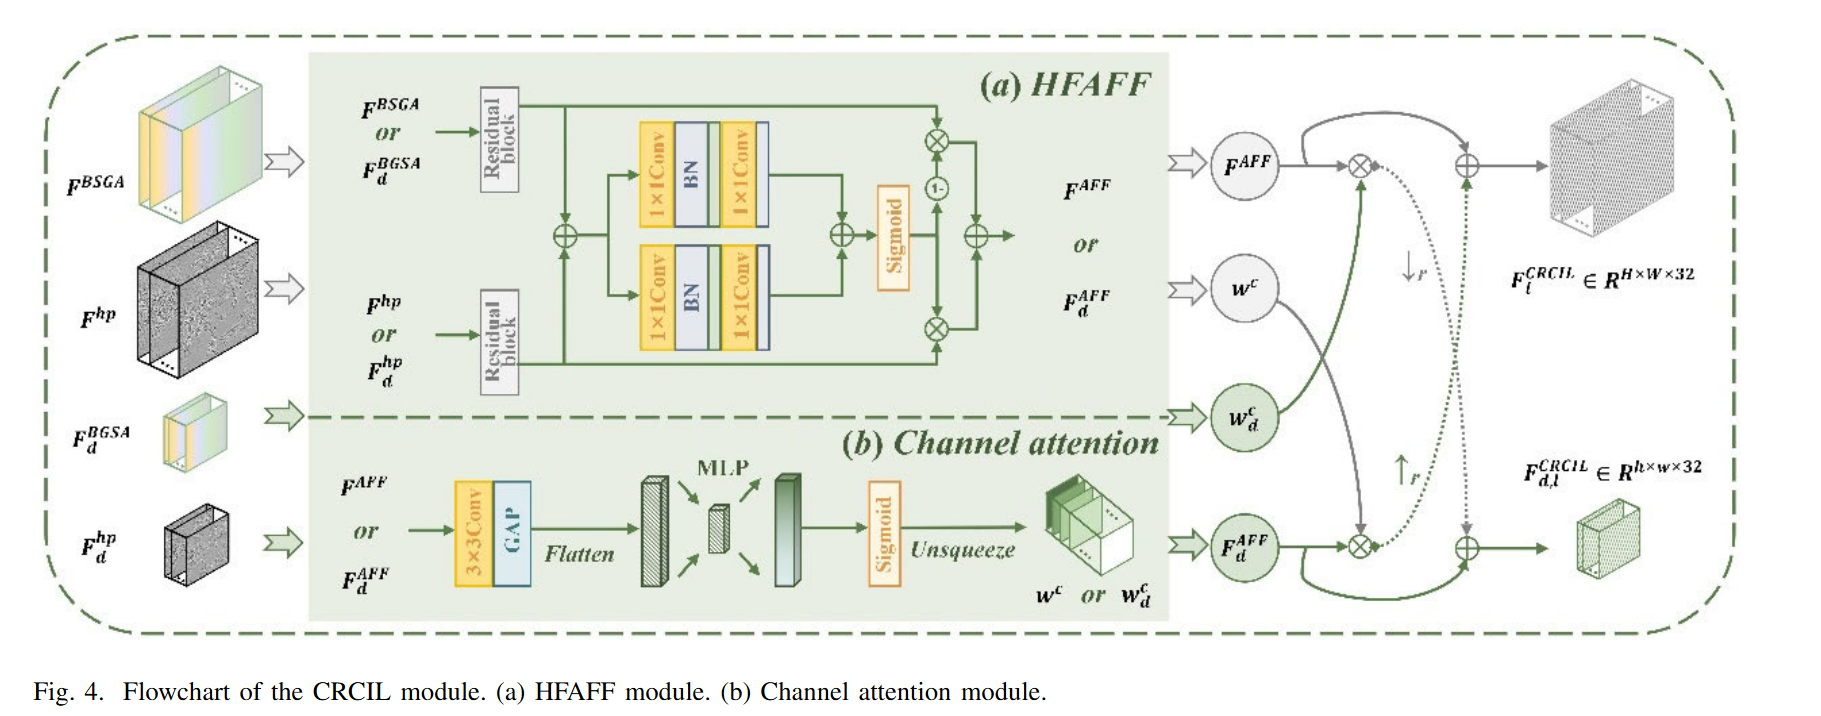 (a) HFAFF
F^BSGA
F^hp
F_d^BGSA
F_d^hp
F^BSGA
or
F_d^BGSA
Residual block
F^hp
or
F_d^hp
Residual block
1×1Conv
BN
1×1Conv
1×1Conv
BN
1×1Conv
Sigmoid
1-
F^AFF
or
F_d^AFF
(b) Channel attention
F^AFF
or
F_d^AFF
3×3Conv
GAP
Flatten
MLP
Sigmoid
Unsqueeze
w^c or w_d^c
F^AFF
w^c
w_d^c
F_d^AFF
↓r
↑r
F_l^CRCIL ∈ R^H×W×32
F_d,l^CRCIL ∈ R^h×w×32
Fig. 4. Flowchart of the CRCIL module. (a) HFAFF module. (b) Channel attention module.